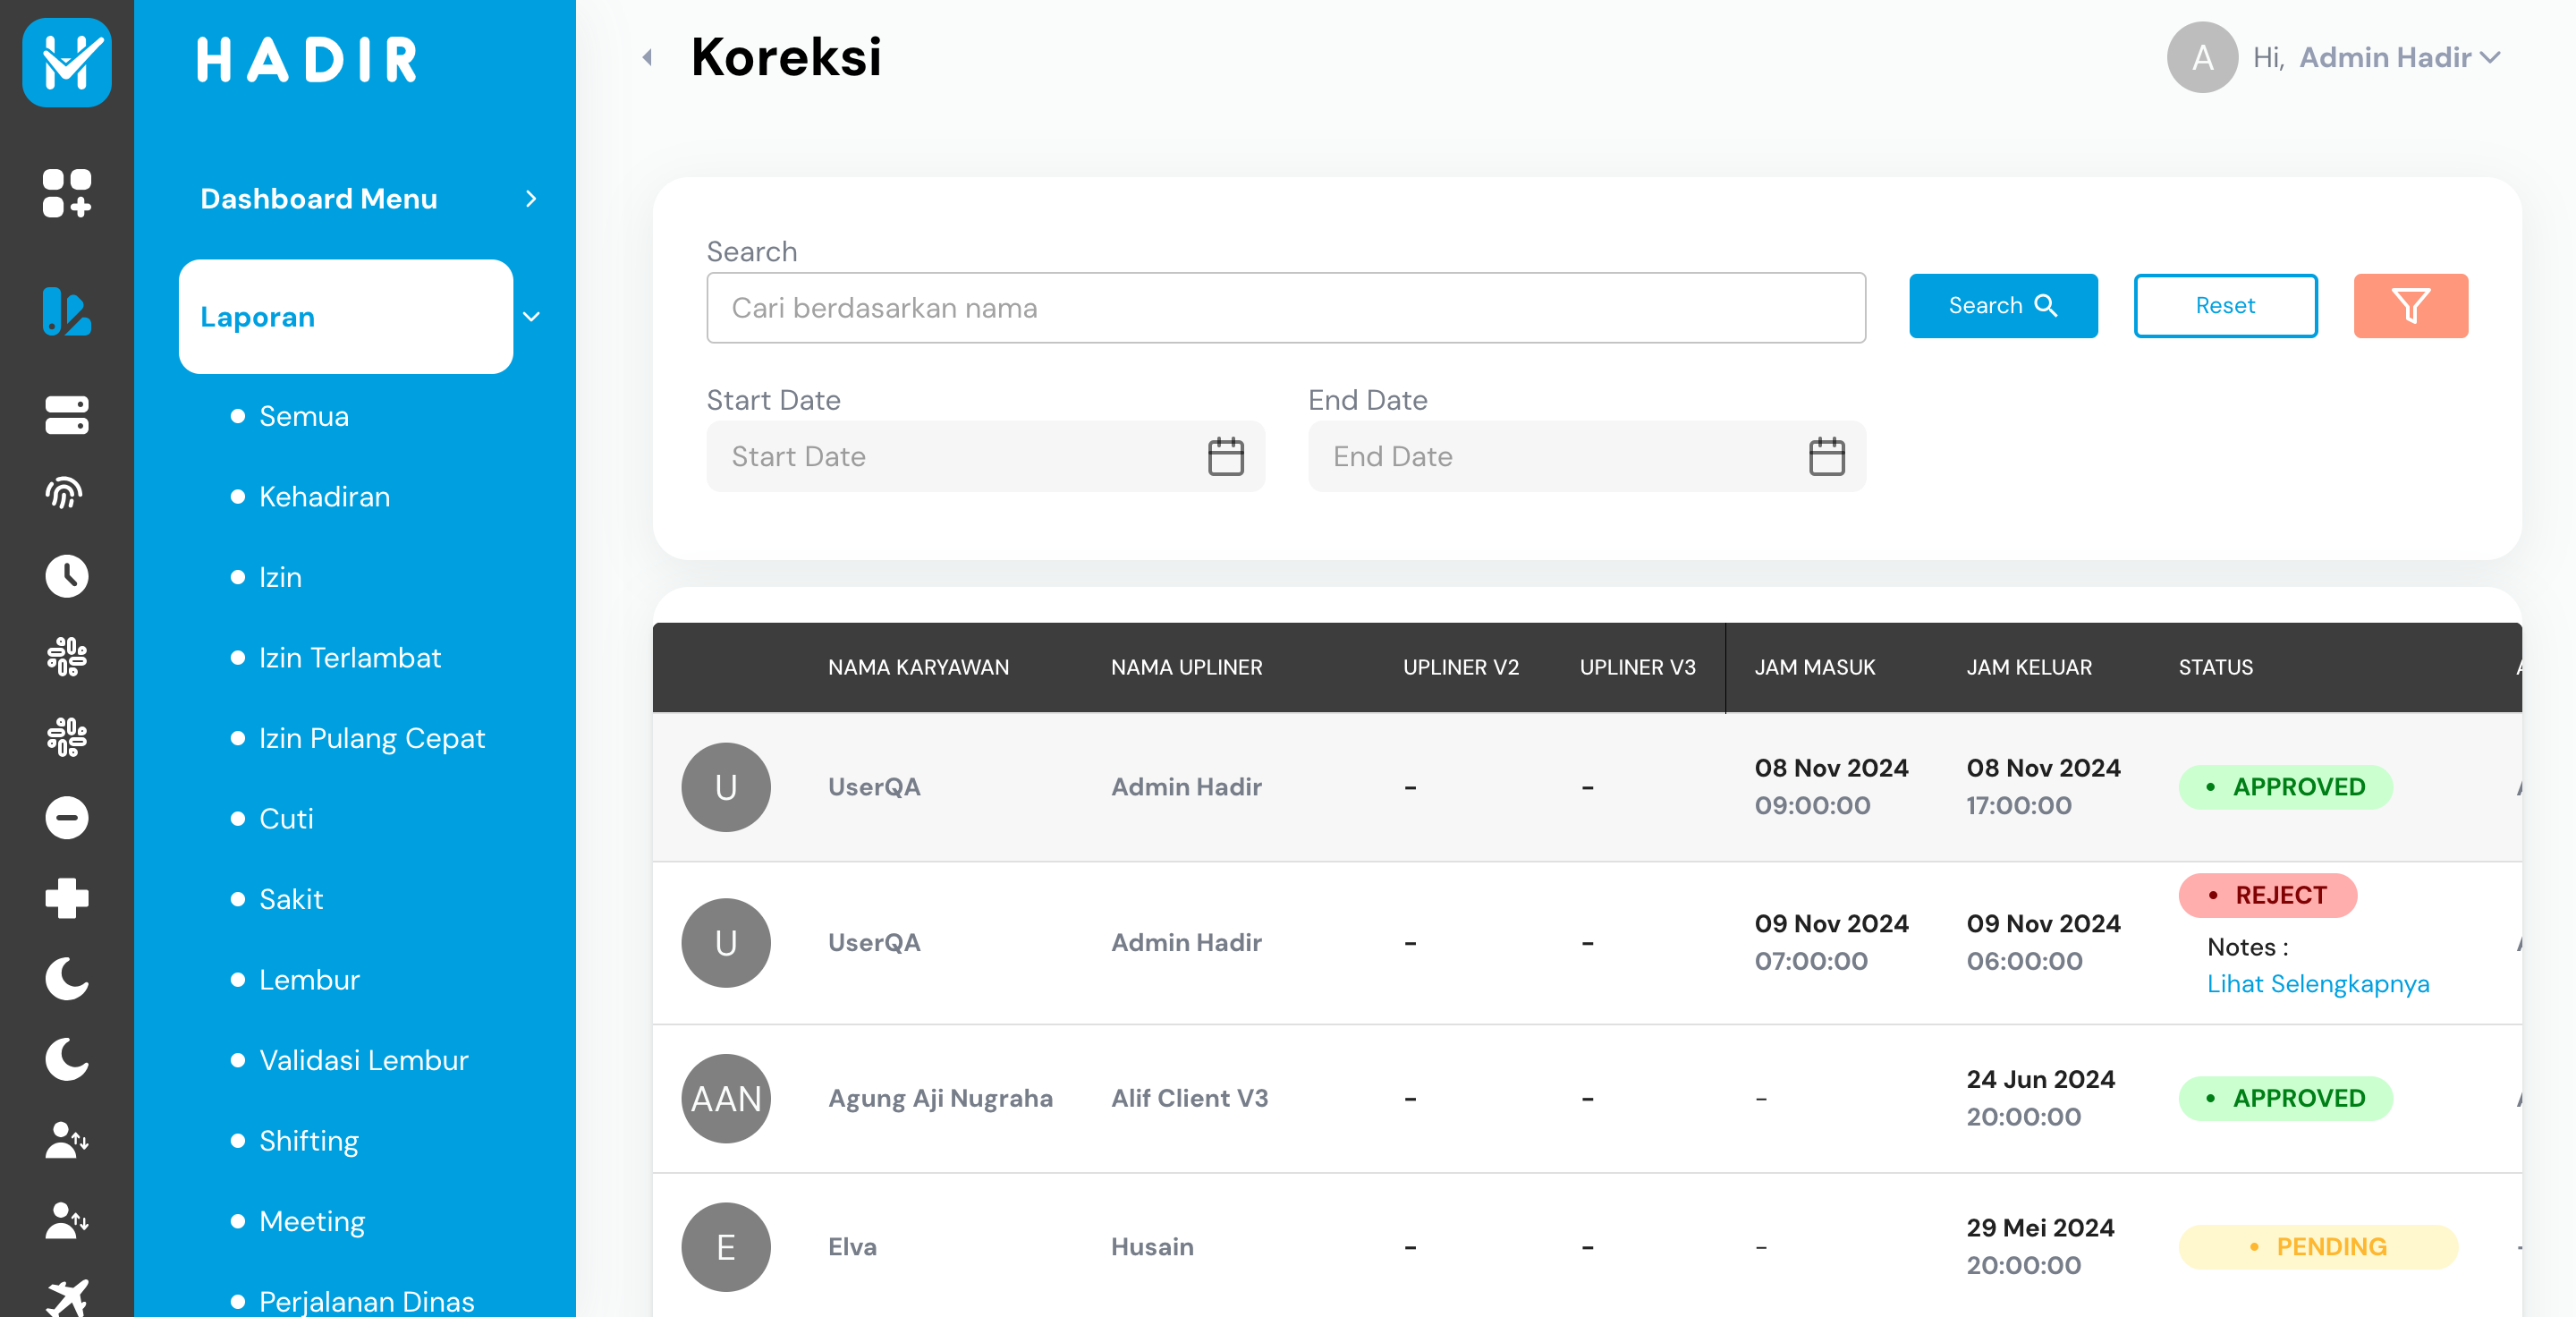 HADIR
Dashboard Menu
Laporan
Semua
Kehadiran
Izin
Izin Terlambat
Izin Pulang Cepat
Cuti
Sakit
Lembur
Validasi Lembur
Shifting
Meeting
Perjalanan Dinas
Koreksi
A Hi, Admin Hadir
Search
Cari berdasarkan nama
Search
Reset
Start Date End Date
Start Date End Date
NAMA KARYAWAN NAMA UPLINER UPLINER V2 UPLINER V3 JAM MASUK JAM KELUAR STATUS
U UserQA Admin Hadir - - 08 Nov 2024 08 Nov 2024 • APPROVED
09:00:00 17:00:00
U UserQA Admin Hadir - - 09 Nov 2024 09 Nov 2024 • REJECT
07:00:00 06:00:00
Notes :
Lihat Selengkapnya
AAN Agung Aji Nugraha Alif Client V3 - - - 24 Jun 2024 • APPROVED
20:00:00
E Elva Husain - - - 29 Mei 2024 • PENDING
20:00:00